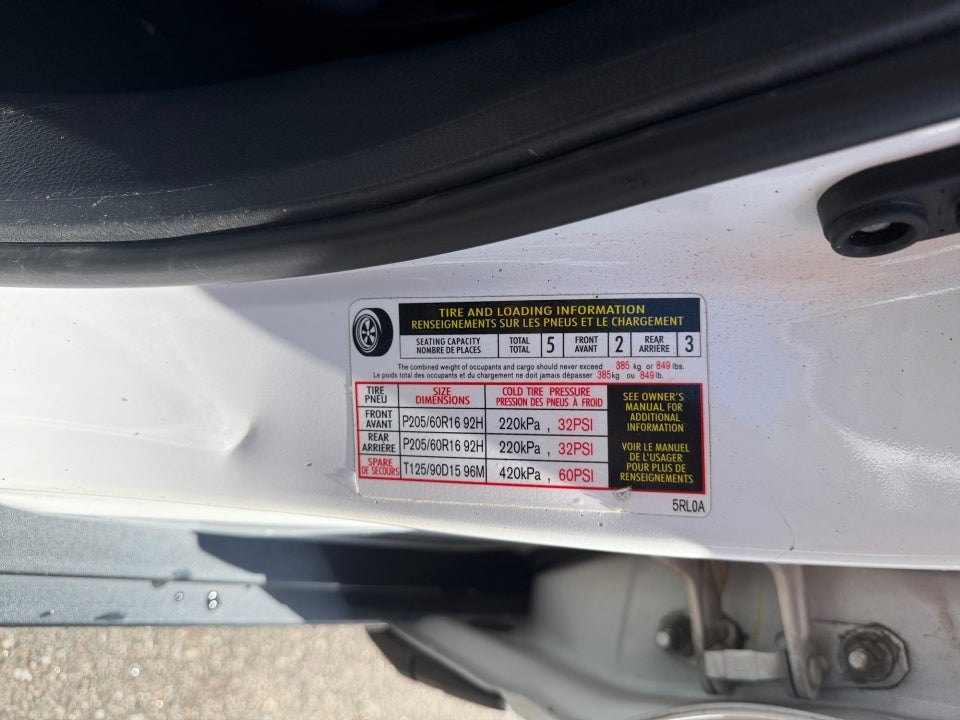 TIRE AND LOADING INFORMATION
RENSEIGNEMENTS SUR LES PNEUS ET LE CHARGEMENT
SEATING CAPACITY TOTAL 5 FRONT 2 REAR 3
NOMBRE DE PLACES TOTAL AVANT ARRIÈRE
The combined weight of occupants and cargo should never exceed 385 kg or 849 lbs.
Le poids total des occupants et du chargement ne doit jamais dépasser 385 kg ou 849 lb.
TIRE SIZE COLD TIRE PRESSURE
PNEU DIMENSIONS PRESSION DES PNEUS À FROID
FRONT
AVANT P205/60R16 92H 220kPa , 32PSI
REAR
ARRIÈRE P205/60R16 92H 220kPa , 32PSI
SPARE
DE SECOURS T125/90D15 96M 420kPa , 60PSI
SEE OWNER'S
MANUAL FOR
ADDITIONAL
INFORMATION
VOIR LE MANUEL
DE L'USAGER
POUR PLUS DE
RENSEIGNEMENTS
5RL0A